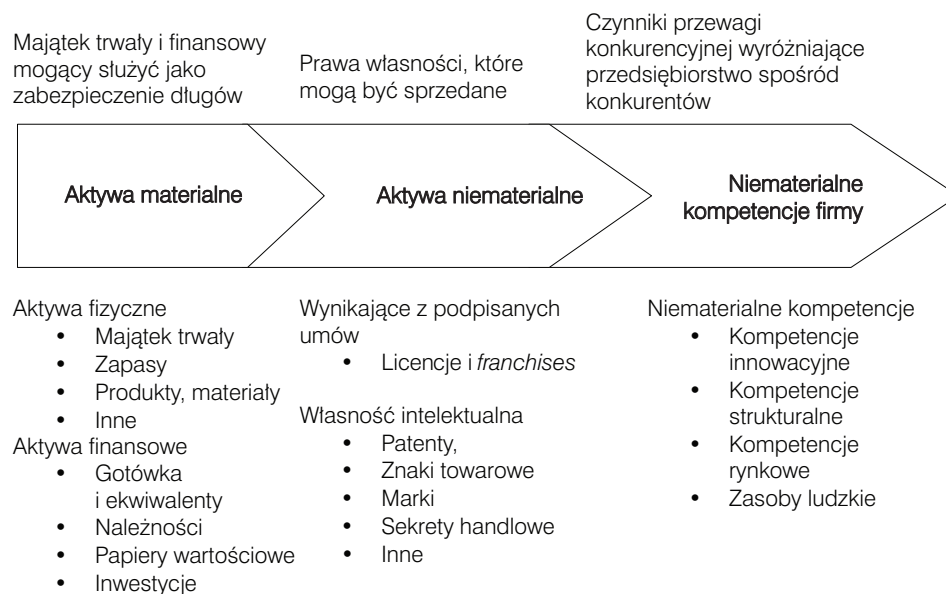 Majątek trwały i finansowy
mogący służyć jako
zabezpieczenie długów
Prawa własności, które
mogą być sprzedane
Czynniki przewagi
konkurencyjnej wyróżniające
przedsiębiorstwo spośród
konkurentów
Aktywa materialne
Aktywa niematerialne
Niematerialne
kompetencje firmy
Aktywa fizyczne
• Majątek trwały
• Zapasy
• Produkty, materiały
• Inne
Aktywa finansowe
• Gotówka
i ekwiwalenty
• Należności
• Papiery wartościowe
• Inwestycje
Wynikające z podpisanych
umów
• Licencje i franchises
Własność intelektualna
• Patenty,
• Znaki towarowe
• Marki
• Sekrety handlowe
• Inne
Niematerialne kompetencje
• Kompetencje
innowacyjne
• Kompetencje
strukturalne
• Kompetencje
rynkowe
• Zasoby ludzkie